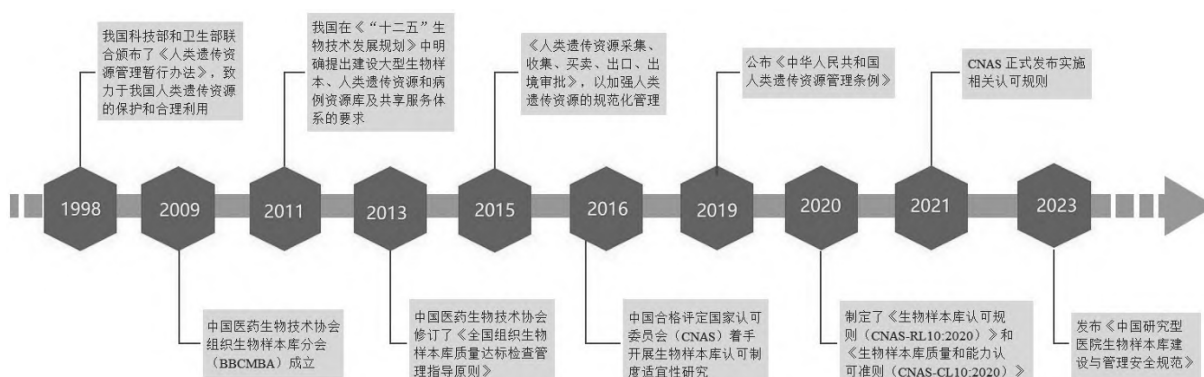 我国科技部和卫生部联
合颁布了《人类遗传资
源管理暂行办法》，致
力于我国人类遗传资源
的保护和合理利用
我国在《“十二五”生
物技术发展规划》中明
确提出建设大型生物样
本、人类遗传资源和病
例资源库及共享服务体
系的要求
《人类遗传资源采集、
收集、买卖、出口、出
境审批》，以加强人类
遗传资源的规范化管理
公布《中华人民共和国
人类遗传资源管理条例》
CNAS 正式发布实施
相关认可规则
1998
2009
2011
2013
2015
2016
2019
2020
2021
2023
中国医药生物技术协会
组织生物样本库分会
（BBCMBA）成立
中国医药生物技术协会
修订了《全国组织生物
样本库质量达标检查管
理指导原则》
中国合格评定国家认可
委员会（CNAS）着手
开展生物样本库认可制
度适宜性研究
制定了《生物样本库认可规
则（CNAS-RL10:2020）》和
《生物样本库质量和能力认
可准则（CNAS-CL10:2020）》
发布《中国研究型
医院生物样本库建
设与管理安全规范》